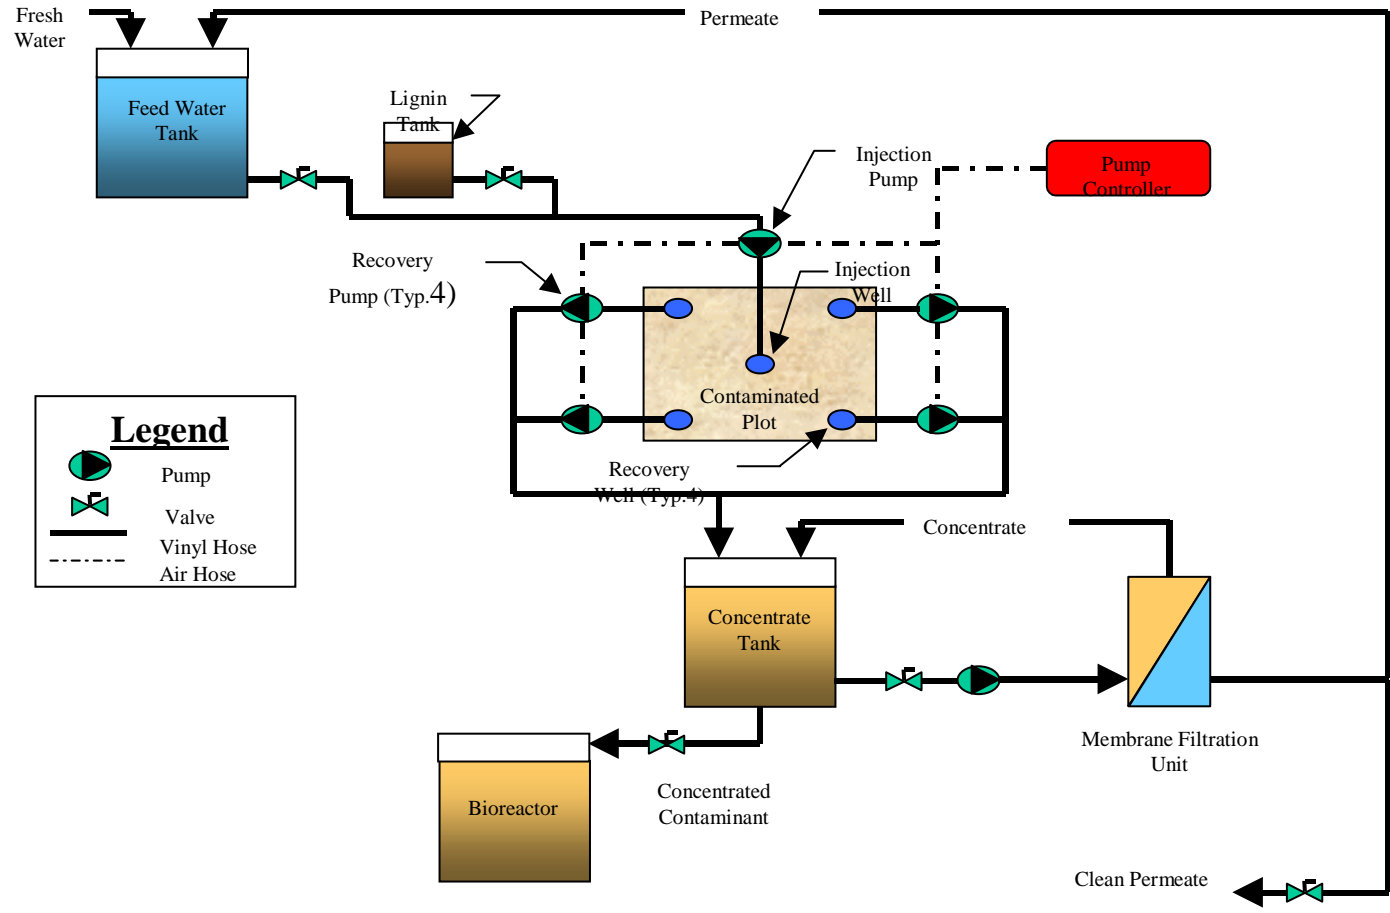 Fresh
Water
Permeate
Feed Water
Tank
Lignin
Tank
Injection
Pump
Pump
Controller
Recovery
Pump (Typ.4)
Injection
Well
Contaminated
Plot
Legend
Pump
Valve
Vinyl Hose
Air Hose
Recovery
Well (Typ.4)
Concentrate
Concentrate
Tank
Membrane Filtration
Unit
Bioreactor
Concentrated
Contaminant
Clean Permeate